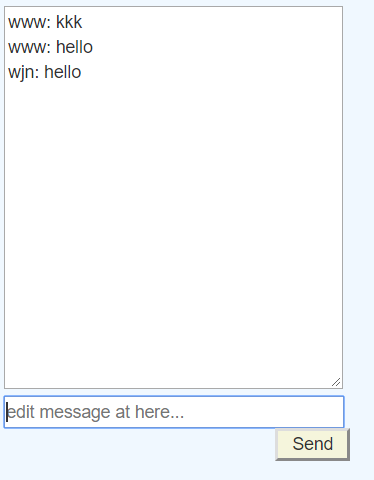 www: kkk
www: hello
wjn: hello
edit message at here...
Send